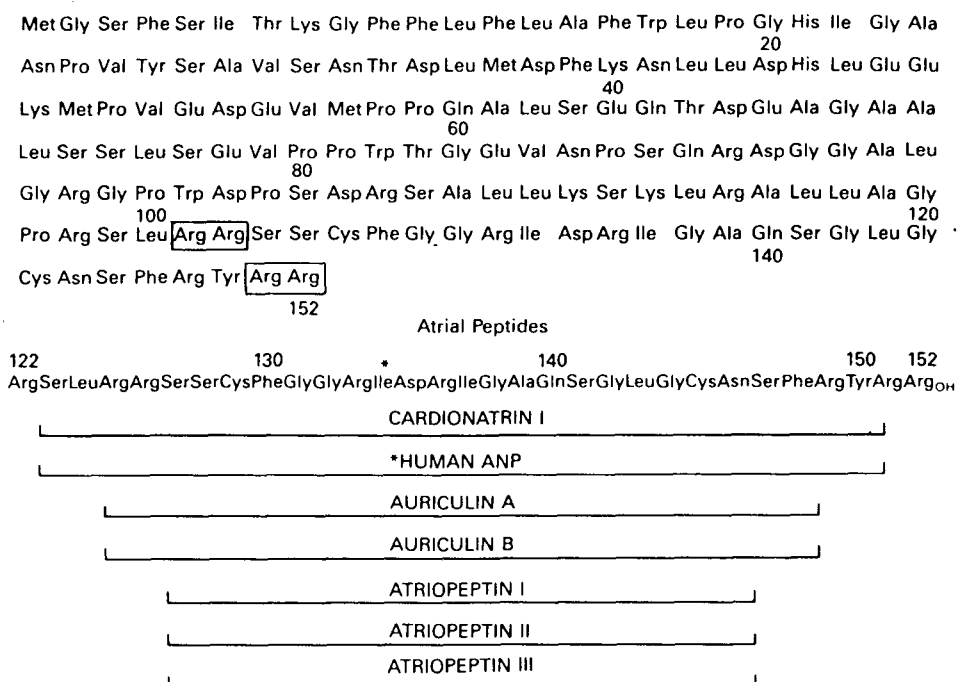 Met Gly Ser Phe Ser Ile Thr Lys Gly Phe Phe Leu Phe Leu Ala Phe Trp Leu Pro Gly His Ile Gly Ala
20
Asn Pro Val Tyr Ser Ala Val Ser Asn Thr Asp Leu Met Asp Phe Lys Asn Leu Leu Asp His Leu Glu Glu
40
Lys Met Pro Val Glu Asp Glu Val Met Pro Pro Gln Ala Leu Ser Glu Gln Thr Asp Glu Ala Gly Ala Ala
60
Leu Ser Ser Leu Ser Glu Val Pro Pro Trp Thr Gly Glu Val Asn Pro Ser Gln Arg Asp Gly Gly Ala Leu
80
Gly Arg Gly Pro Trp Asp Pro Ser Asp Arg Ser Ala Leu Leu Lys Ser Lys Leu Arg Ala Leu Leu Ala Gly
100 120
Pro Arg Ser Leu Arg Arg Ser Ser Cys Phe Gly Gly Arg Ile Asp Arg Ile Gly Ala Gln Ser Gly Leu Gly
140
Cys Asn Ser Phe Arg Tyr Arg Arg
152
Atrial Peptides
122 130 * 140 150 152
ArgSerLeuArgArgSerSerCysPheGlyGlyArgIleAspArgIleGlyAlaGlnSerGlyLeuGlyCysAsnSerPheArgTyrArgArgOH
CARDIONATRIN I
*HUMAN ANP
AURICULIN A
AURICULIN B
ATRIOPEPTIN I
ATRIOPEPTIN II
ATRIOPEPTIN III